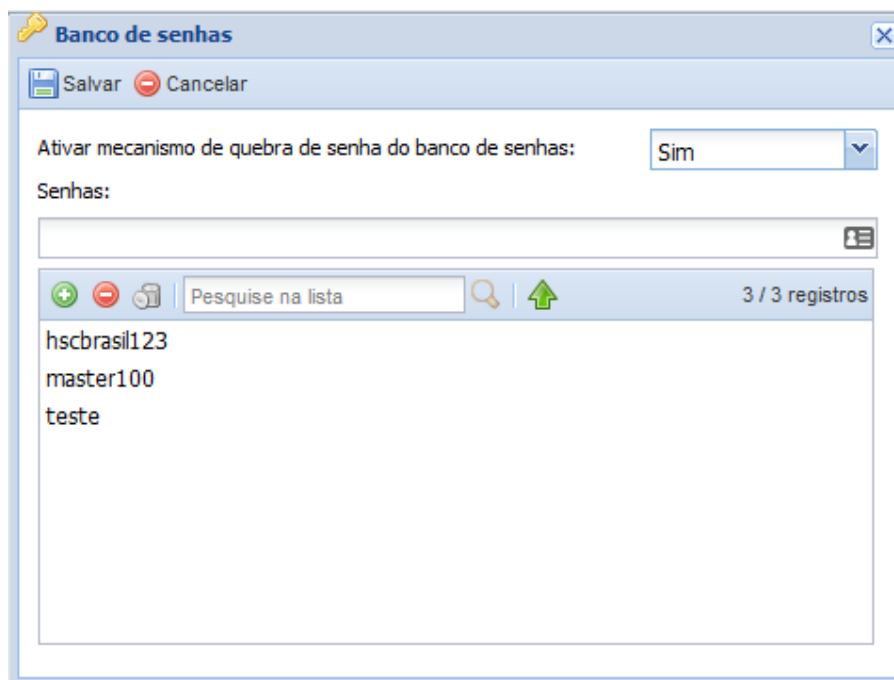 Banco de senhas
Salvar Cancelar
Ativar mecanismo de quebra de senha do banco de senhas: Sim
Senhas:
Pesquise na lista 3 / 3 registros
hscbrasil123
master100
teste